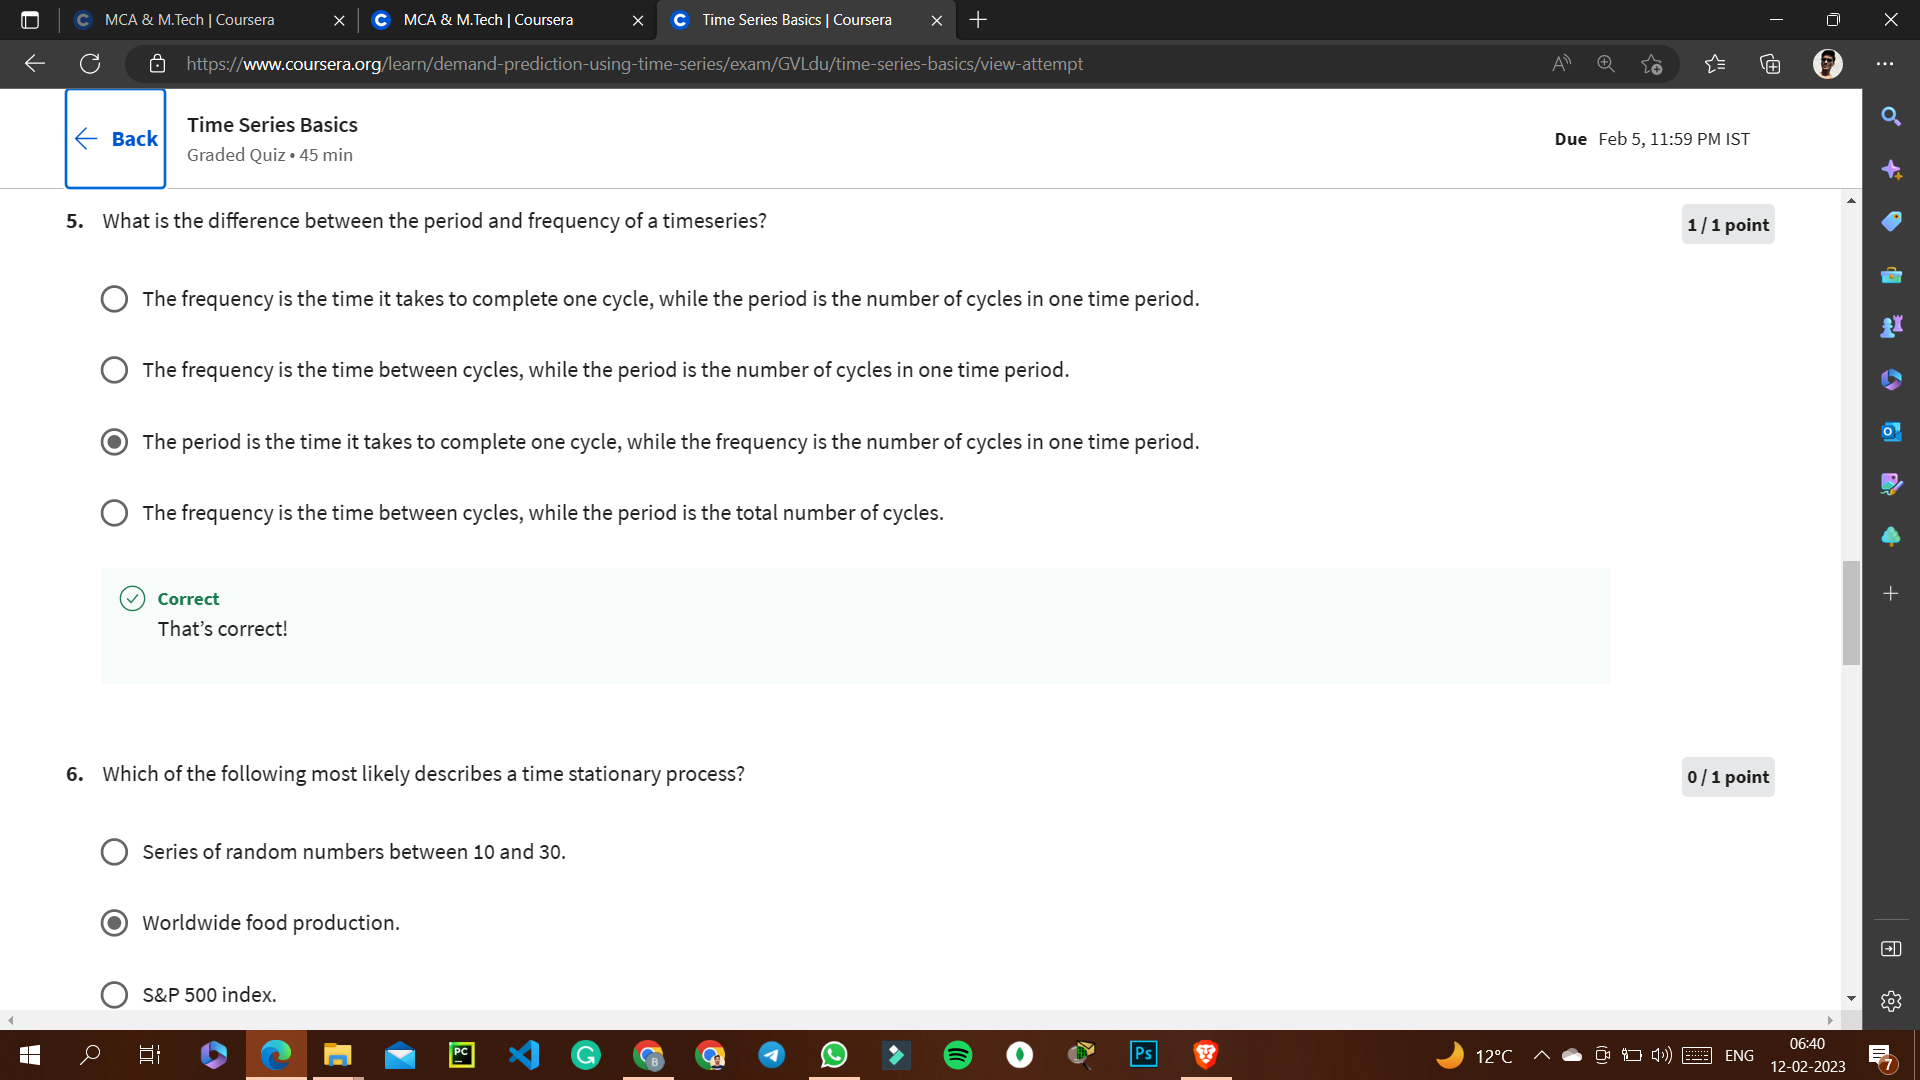 MCA & M.Tech | Coursera
MCA & M.Tech | Coursera
Time Series Basics | Coursera
https://www.coursera.org/learn/demand-prediction-using-time-series/exam/GVLdu/time-series-basics/view-attempt
Back
Time Series Basics
Graded Quiz • 45 min
Due Feb 5, 11:59 PM IST
5. What is the difference between the period and frequency of a timeseries?
1 / 1 point
The frequency is the time it takes to complete one cycle, while the period is the number of cycles in one time period.
The frequency is the time between cycles, while the period is the number of cycles in one time period.
The period is the time it takes to complete one cycle, while the frequency is the number of cycles in one time period.
The frequency is the time between cycles, while the period is the total number of cycles.
Correct
That’s correct!
6. Which of the following most likely describes a time stationary process?
0 / 1 point
Series of random numbers between 10 and 30.
Worldwide food production.
S&P 500 index.
12°C
ENG
06:40
12-02-2023
7